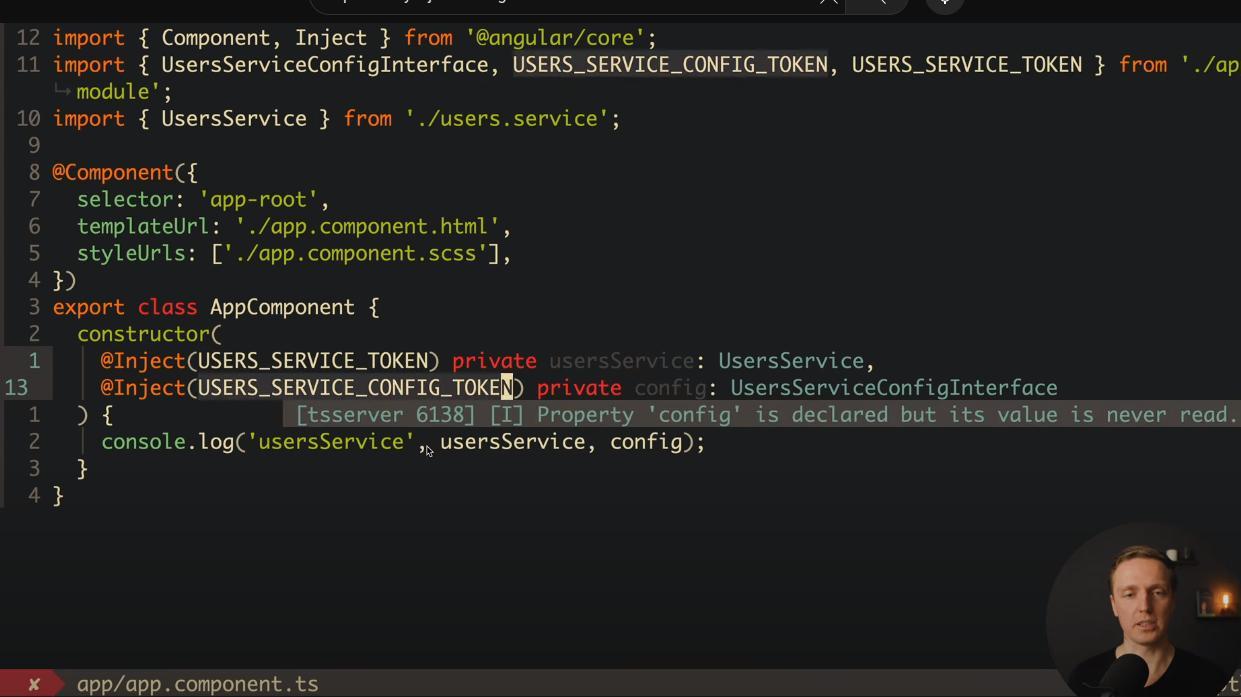 12 import { Component, Inject } from '@angular/core';
11 import { UsersServiceConfigInterface, USERS_SERVICE_CONFIG_TOKEN, USERS_SERVICE_TOKEN } from './ap
module';
10 import { UsersService } from './users.service';
9
8 @Component({
7 selector: 'app-root',
6 templateUrl: './app.component.html',
5 styleUrls: ['./app.component.scss'],
4 })
3 export class AppComponent {
2 constructor(
1 @Inject(USERS_SERVICE_TOKEN) private usersService: UsersService,
13 @Inject(USERS_SERVICE_CONFIG_TOKEN) private config: UsersServiceConfigInterface
1 ) { [tsserver 6138] [I] Property 'config' is declared but its value is never read.
2 console.log('usersService', usersService, config);
3 }
4 }
✘ app/app.component.ts